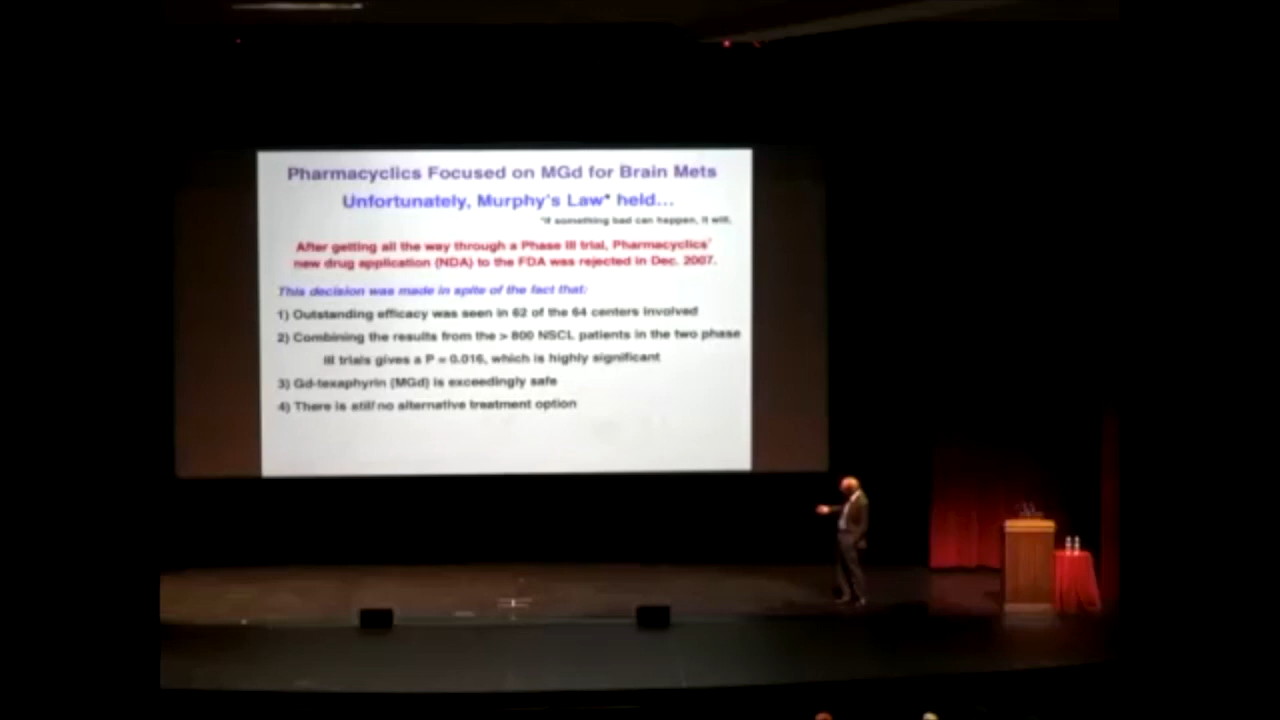 Pharmacyclics Focused on MGd for Brain Mets
Unfortunately, Murphy's Law* held...
*If something bad can happen, it will.
After getting all the way through a Phase III trial, Pharmacyclics'
new drug application (NDA) to the FDA was rejected in Dec. 2007.
This decision was made in spite of the fact that:
1) Outstanding efficacy was seen in 62 of the 64 centers involved
2) Combining the results from the > 800 NSCL patients in the two phase
III trials gives a P = 0.016, which is highly significant
3) Gd-texaphyrin (MGd) is exceedingly safe
4) There is still no alternative treatment option